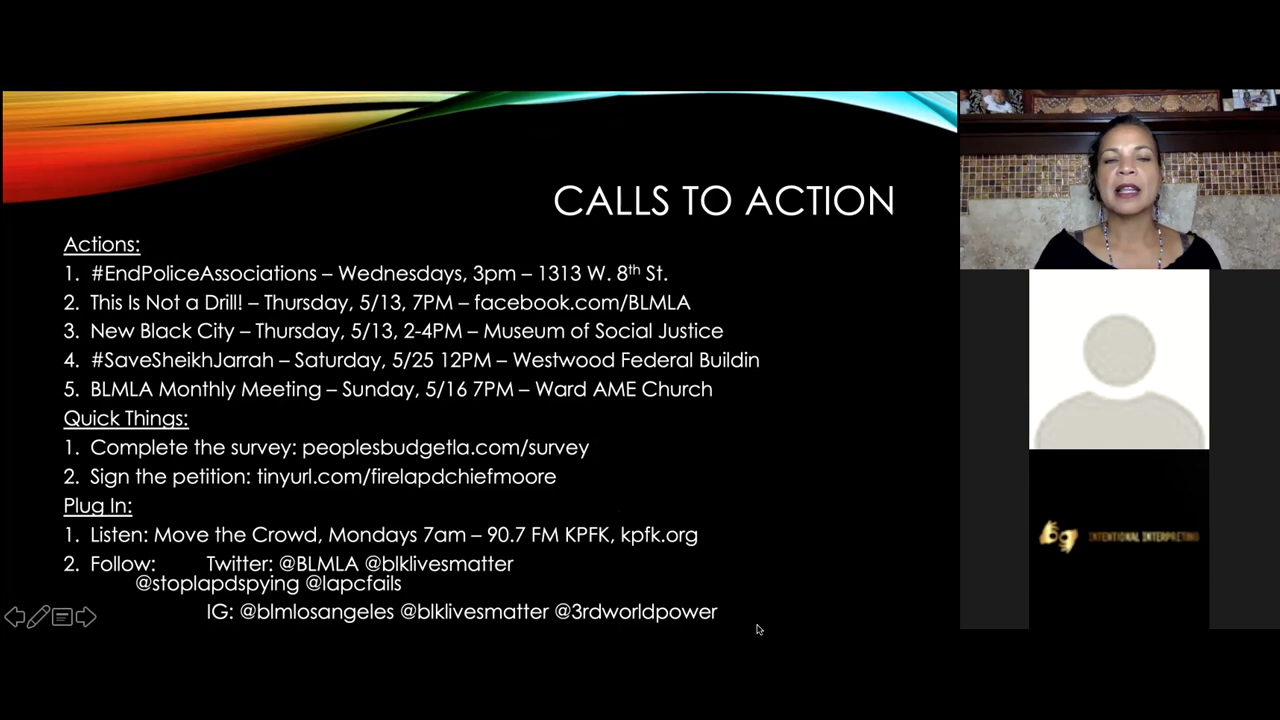 CALLS TO ACTION
Actions:
1. #EndPoliceAssociations – Wednesdays, 3pm – 1313 W. 8th St.
2. This Is Not a Drill! – Thursday, 5/13, 7PM – facebook.com/BLMLA
3. New Black City – Thursday, 5/13, 2-4PM – Museum of Social Justice
4. #SaveSheikhJarrah – Saturday, 5/25 12PM – Westwood Federal Buildin
5. BLMLA Monthly Meeting – Sunday, 5/16 7PM – Ward AME Church
Quick Things:
1. Complete the survey: peoplesbudgetla.com/survey
2. Sign the petition: tinyurl.com/firelapdchiefmoore
Plug In:
1. Listen: Move the Crowd, Mondays 7am – 90.7 FM KPFK, kpfk.org
2. Follow: Twitter: @BLMLA @blklivesmatter
@stoplapdspying @lapcfails
IG: @blmlosangeles @blklivesmatter @3rdworldpower
INTENTIONAL INTERPRETING